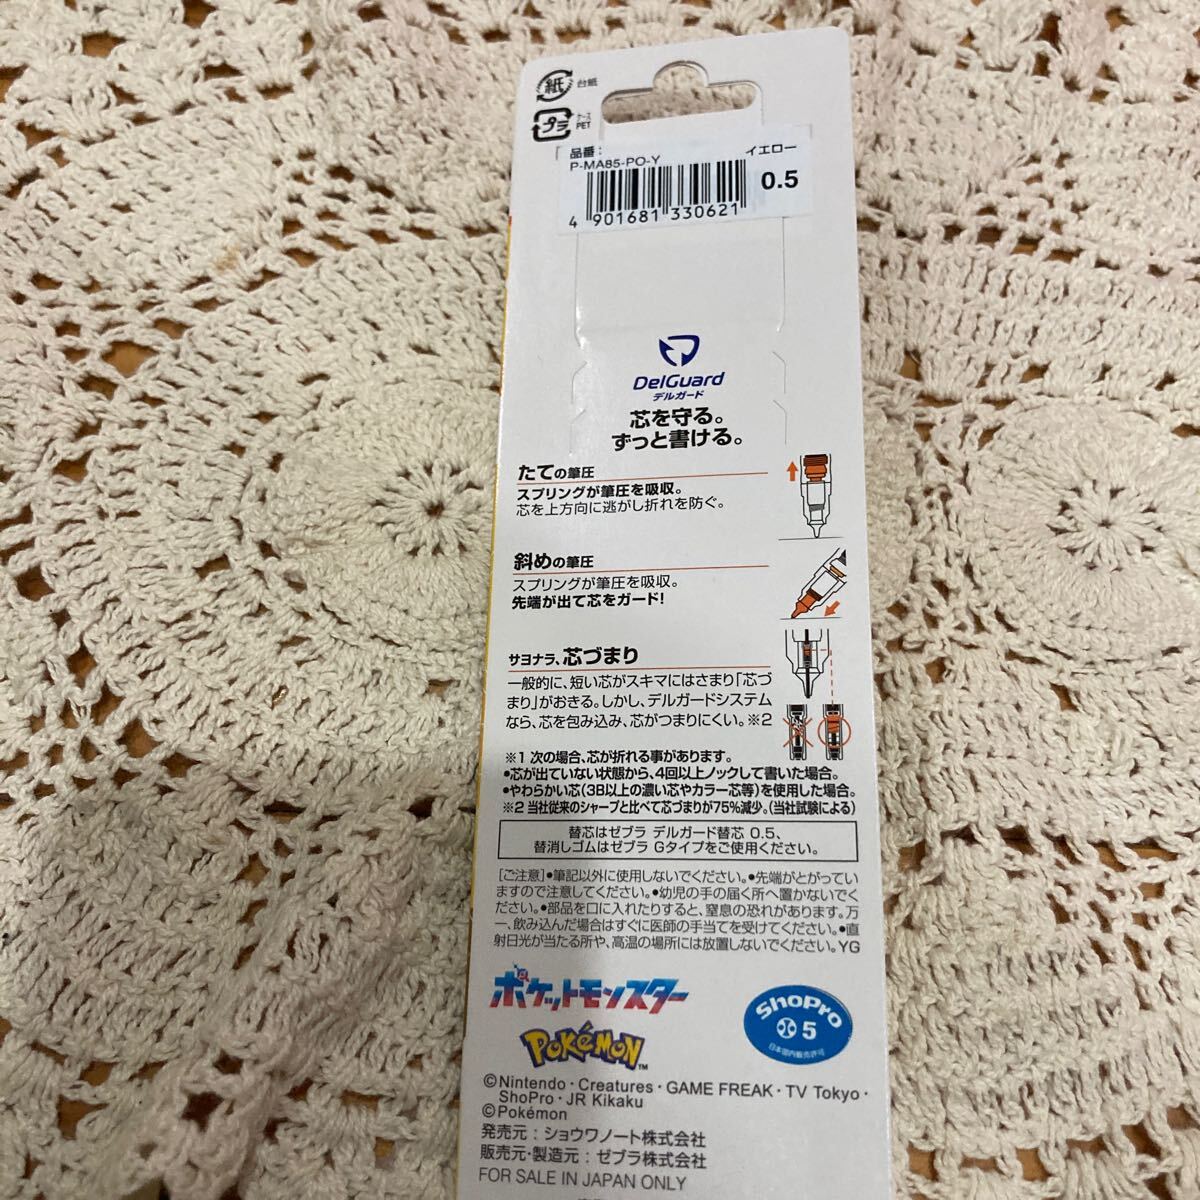 紙 台紙
プラ ケース
PET
品番：
P-MA85-PO-Y イエロー
0.5
4 901681 330621
DelGuard
デルガード
芯を守る。
ずっと書ける。
たての筆圧
スプリングが筆圧を吸収。
芯を上方向に逃がし折れを防ぐ。
斜めの筆圧
スプリングが筆圧を吸収。
先端が出て芯をガード!
サヨナラ、芯づまり
一般的に、短い芯がスキマにはさまり「芯づ
まり」がおきる。しかし、デルガードシステム
なら、芯を包み込み、芯がつまりにくい。※2
※1 次の場合、芯が折れる事があります。
●芯が出ていない状態から、4回以上ノックして書いた場合。
●やわらかい芯(3B以上の濃い芯やカラー芯等)を使用した場合。
※2 当社従来のシャープと比べて芯づまりが75%減少。(当社試験による)
替芯はゼブラ デルガード替芯 0.5、
替消しゴムはゼブラ Gタイプをご使用ください。
[ご注意]●筆記以外に使用しないでください。●先端がとがってい
ますので注意してください。●幼児の手の届く所へ置かないでく
ださい。●部品を口に入れたりすると、窒息の恐れがあります。万
一、飲み込んだ場合はすぐに医師の手当てを受けてください。●直
射日光が当たる所や、高温の場所には放置しないでください。YG
ポケットモンスター
POKéMON™
ShoPro
5
日本国内販売許可
©Nintendo・Creatures・GAME FREAK・TV Tokyo・
ShoPro・JR Kikaku
©Pokémon
発売元：ショウワノート株式会社
販売元・製造元：ゼブラ株式会社
FOR SALE IN JAPAN ONLY